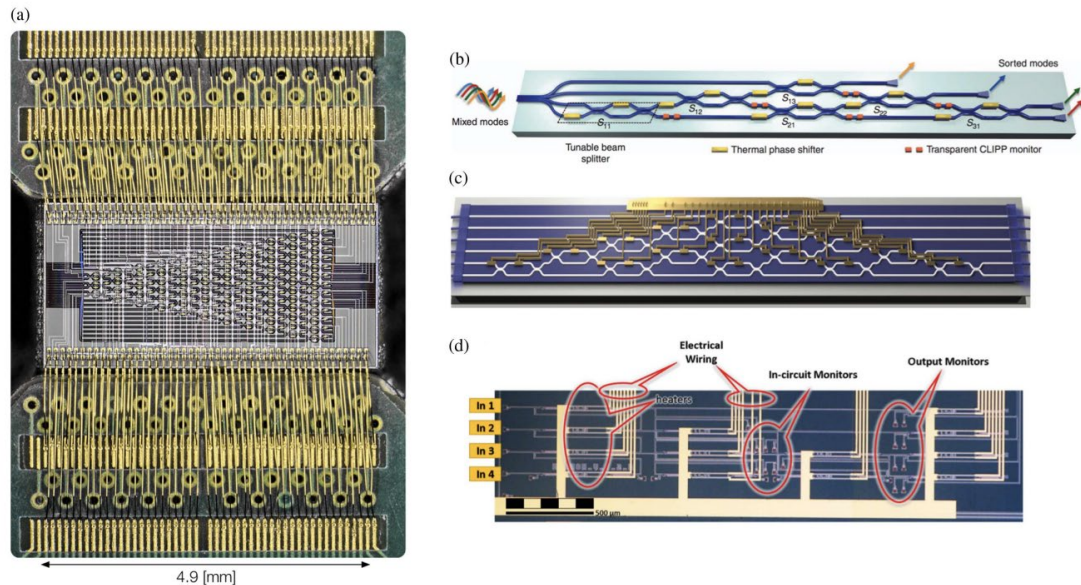 (a)
4.9 [mm]
(b)
Mixed modes
Sorted modes
S11
S12
S13
S21
S22
S31
Tunable beam
splitter
Thermal phase shifter
Transparent CLIPP monitor
(c)
(d)
Electrical
Wiring
In-circuit Monitors
Output Monitors
heaters
In 1
In 2
In 3
In 4
500 µm